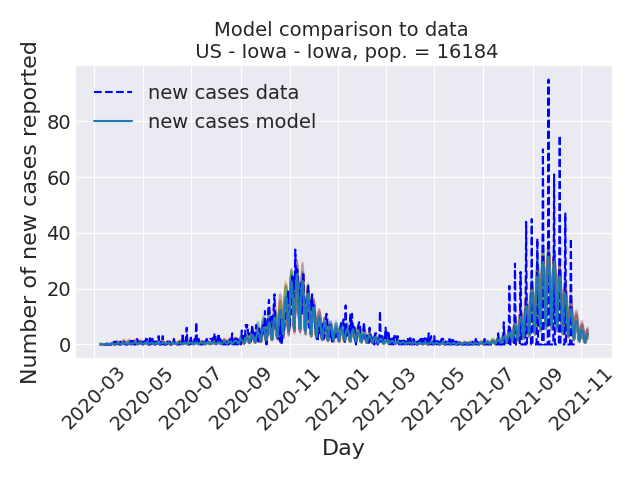 Model comparison to data
US - Iowa - Iowa, pop. = 16184
Number of new cases reported
new cases data
new cases model
80
60
40
20
0
2020-03
2020-05
2020-07
2020-09
2020-11
2021-01
2021-03
2021-05
2021-07
2021-09
2021-11
Day